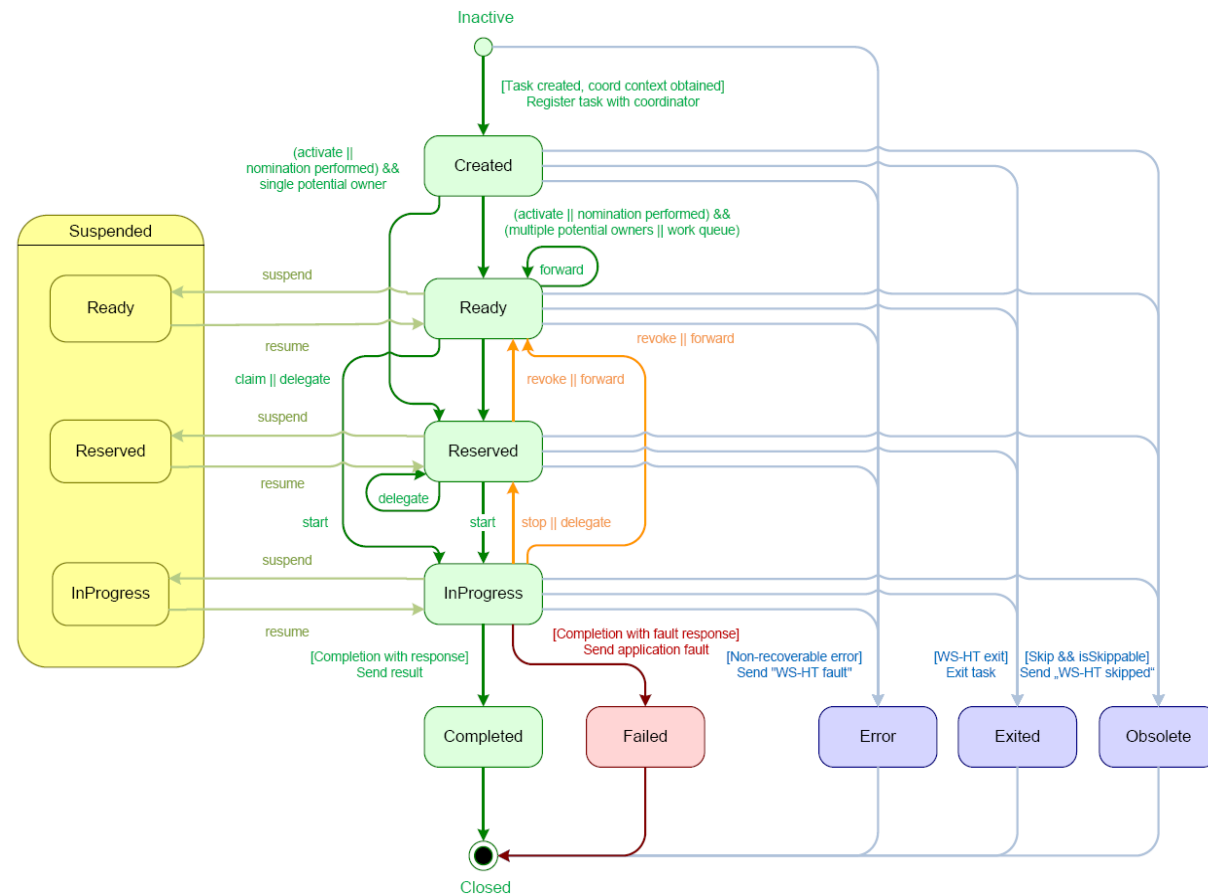 Inactive
[Task created, coord context obtained]
Register task with coordinator
(activate ||
nomination performed) &&
single potential owner
Created
(activate || nomination performed) &&
(multiple potential owners || work queue)
Suspended
suspend
forward
Ready
Ready
resume
revoke || forward
claim || delegate
revoke || forward
suspend
Reserved
Reserved
resume
delegate
start
start
stop || delegate
suspend
InProgress
InProgress
resume
[Completion with response]
Send result
[Completion with fault response]
Send application fault
[Non-recoverable error]
Send "WS-HT fault"
[WS-HT exit]
Exit task
[Skip && isSkippable]
Send „WS-HT skipped“
Completed
Failed
Error
Exited
Obsolete
Closed